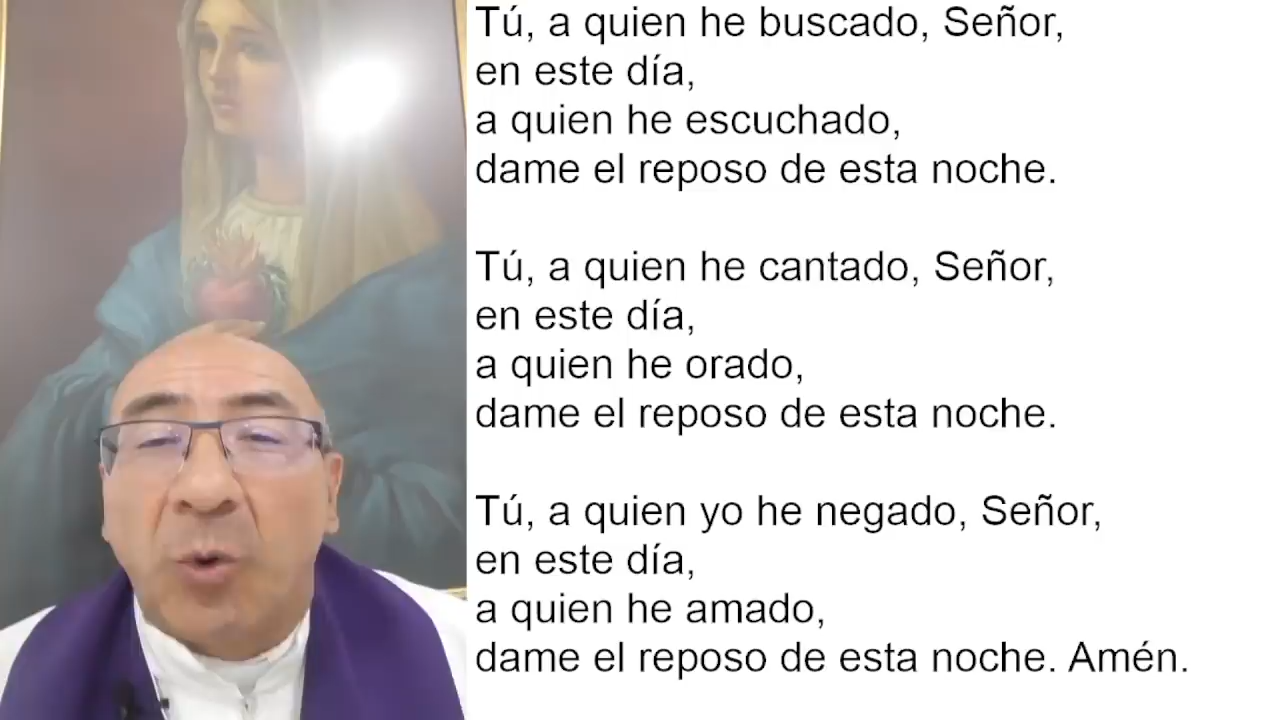 Tú, a quien he buscado, Señor,
en este día,
a quien he escuchado,
dame el reposo de esta noche.
Tú, a quien he cantado, Señor,
en este día,
a quien he orado,
dame el reposo de esta noche.
Tú, a quien yo he negado, Señor,
en este día,
a quien he amado,
dame el reposo de esta noche. Amén.